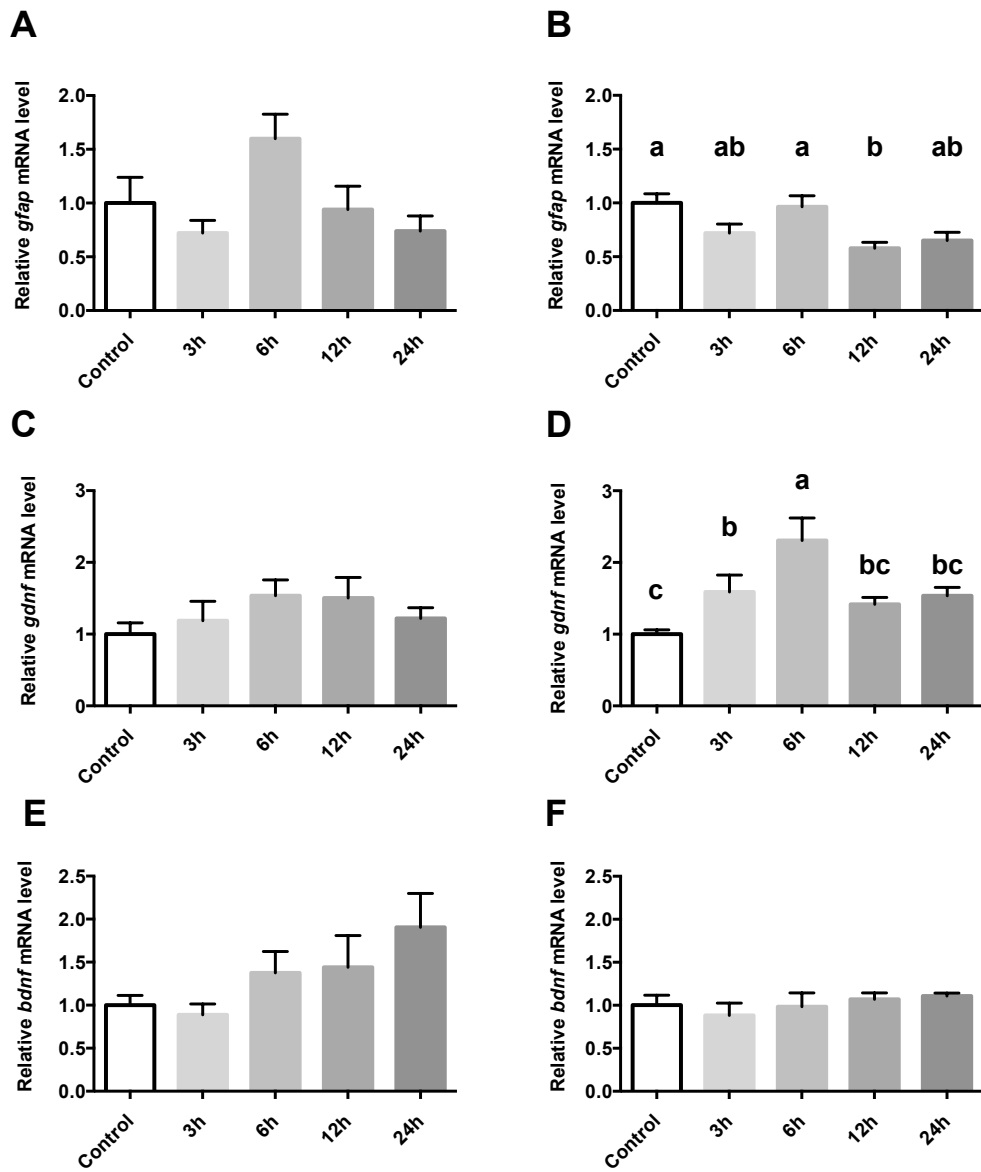 A
Relative gfap mRNA level
2.0
1.5
1.0
0.5
0.0
Control
3h
6h
12h
24h
B
Relative gfap mRNA level
2.0
1.5
1.0
0.5
0.0
a
ab
a
b
ab
Control
3h
6h
12h
24h
C
Relative gdnf mRNA level
3
2
1
0
Control
3h
6h
12h
24h
D
Relative gdnf mRNA level
3
2
1
0
c
b
a
bc
bc
Control
3h
6h
12h
24h
E
Relative bdnf mRNA level
2.5
2.0
1.5
1.0
0.5
0.0
Control
3h
6h
12h
24h
F
Relative bdnf mRNA level
2.5
2.0
1.5
1.0
0.5
0.0
Control
3h
6h
12h
24h